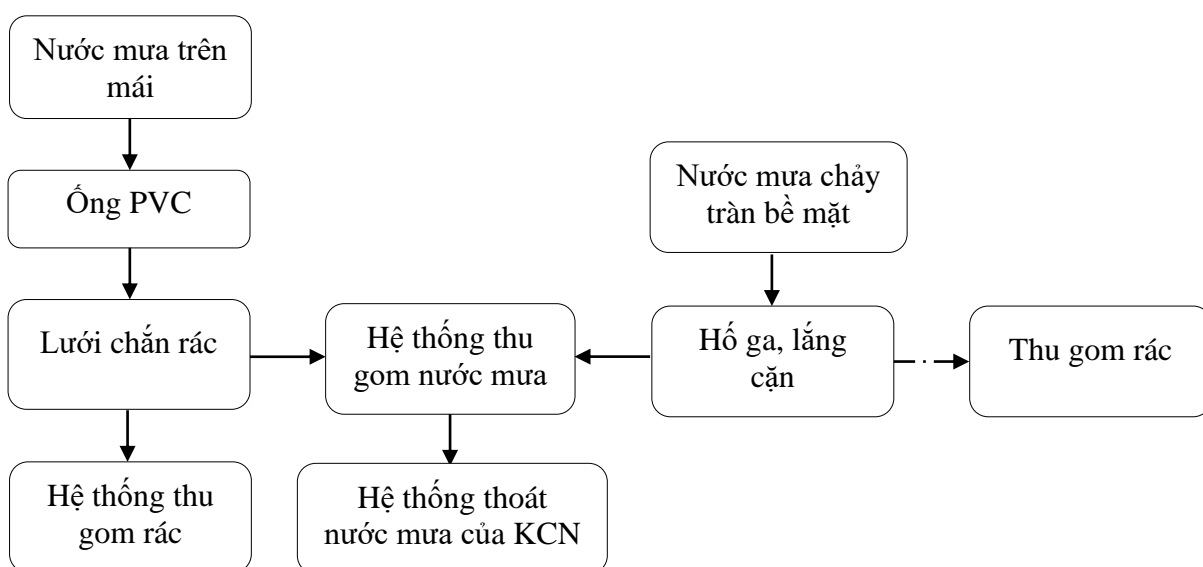 Nước mưa trên
mái
Ống PVC
Nước mưa chảy
tràn bề mặt
Lưới chắn rác
Hệ thống thu
gom nước mưa
Hố ga, lắng
cặn
Thu gom rác
Hệ thống thu
gom rác
Hệ thống thoát
nước mưa của KCN